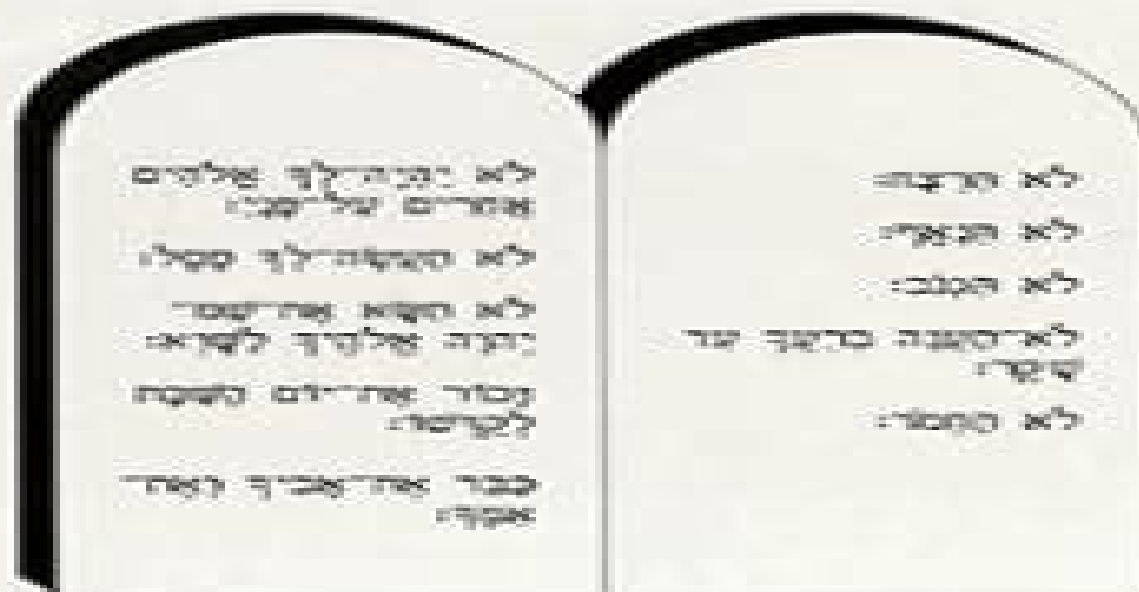 לא יהיה־לך אלהים
אחרים על־פני׃
לא תעשה־לך פסל׃
לא תשא את־שם־
יהוה אלהיך לשוא׃
זכור את־יום השבת
לקדשו׃
כבד את־אביך ואת־
אמך׃
לא תרצח׃
לא תנאף׃
לא תגנב׃
לא־תענה ברעך עד
שקר׃
לא תחמוד׃